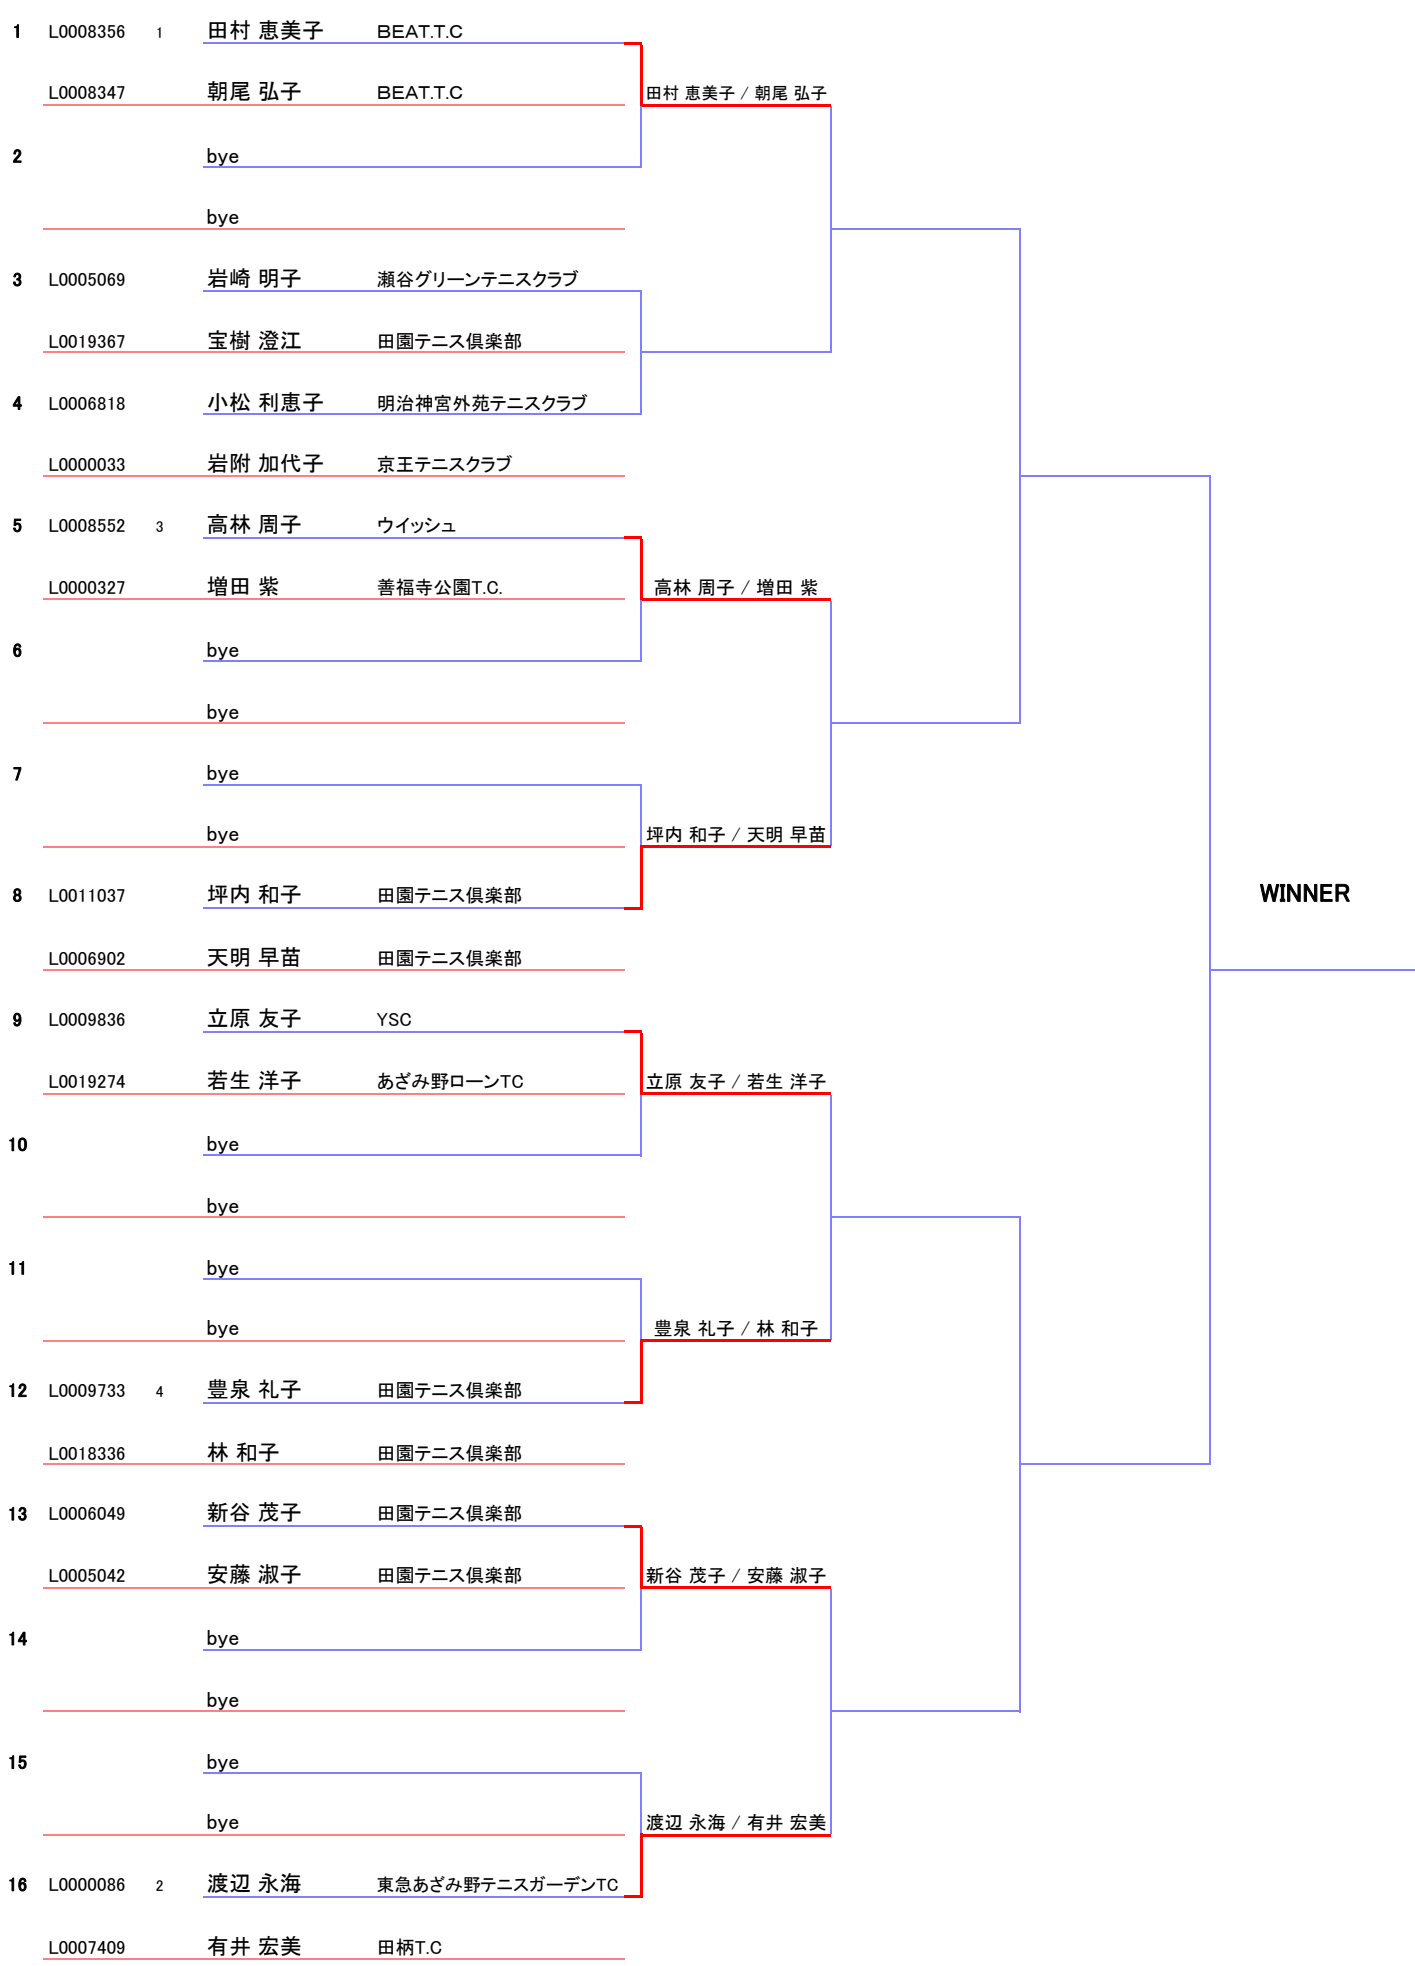 1 L0008356 1 田村 恵美子 BEAT.T.C
L0008347 朝尾 弘子 BEAT.T.C 田村 恵美子 / 朝尾 弘子
2 bye
bye
3 L0005069 岩崎 明子 瀬谷グリーンテニスクラブ
L0019367 宝樹 澄江 田園テニス倶楽部
4 L0006818 小松 利恵子 明治神宮外苑テニスクラブ
L0000033 岩附 加代子 京王テニスクラブ
5 L0008552 3 高林 周子 ウイッシュ
L0000327 増田 紫 善福寺公園T.C. 高林 周子 / 増田 紫
6 bye
bye
7 bye
bye 坪内 和子 / 天明 早苗
8 L0011037 坪内 和子 田園テニス倶楽部 WINNER
L0006902 天明 早苗 田園テニス倶楽部
9 L0009836 立原 友子 YSC
L0019274 若生 洋子 あざみ野ローンTC 立原 友子 / 若生 洋子
10 bye
bye
11 bye
bye 豊泉 礼子 / 林 和子
12 L0009733 4 豊泉 礼子 田園テニス倶楽部
L0018336 林 和子 田園テニス倶楽部
13 L0006049 新谷 茂子 田園テニス倶楽部
L0005042 安藤 淑子 田園テニス倶楽部 新谷 茂子 / 安藤 淑子
14 bye
bye
15 bye
bye 渡辺 永海 / 有井 宏美
16 L0000086 2 渡辺 永海 東急あざみ野テニスガーデンTC
L0007409 有井 宏美 田柄T.C